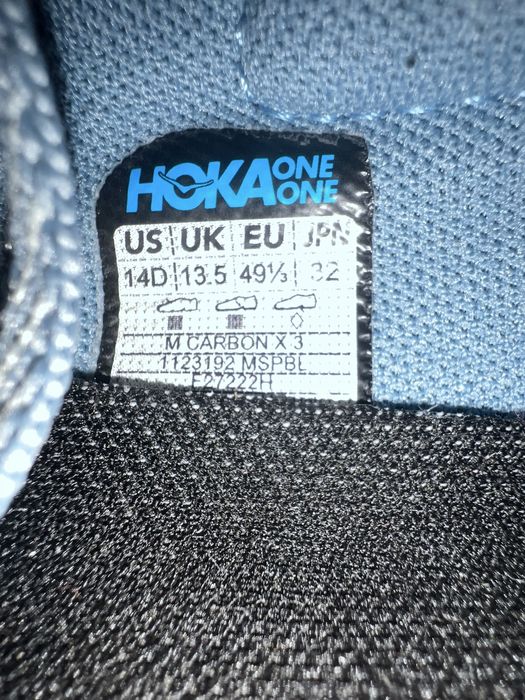 HOKA ONE ONE
US UK EU JPN
14D 13.5 49⅓ 32
M CARBON X 3
1123192 MSPBL
F27222H